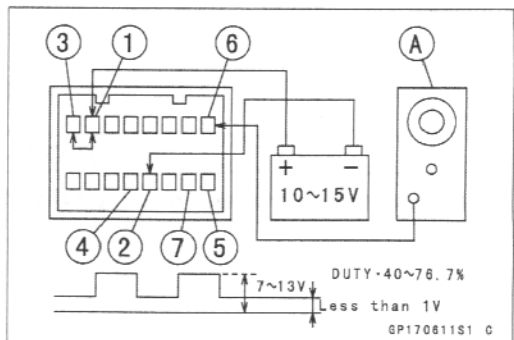 3 1 6 A
+ −
10~15V
4 2 7 5
7~13V
DUTY·40~76.7%
Less than 1V
GP170611S1 C